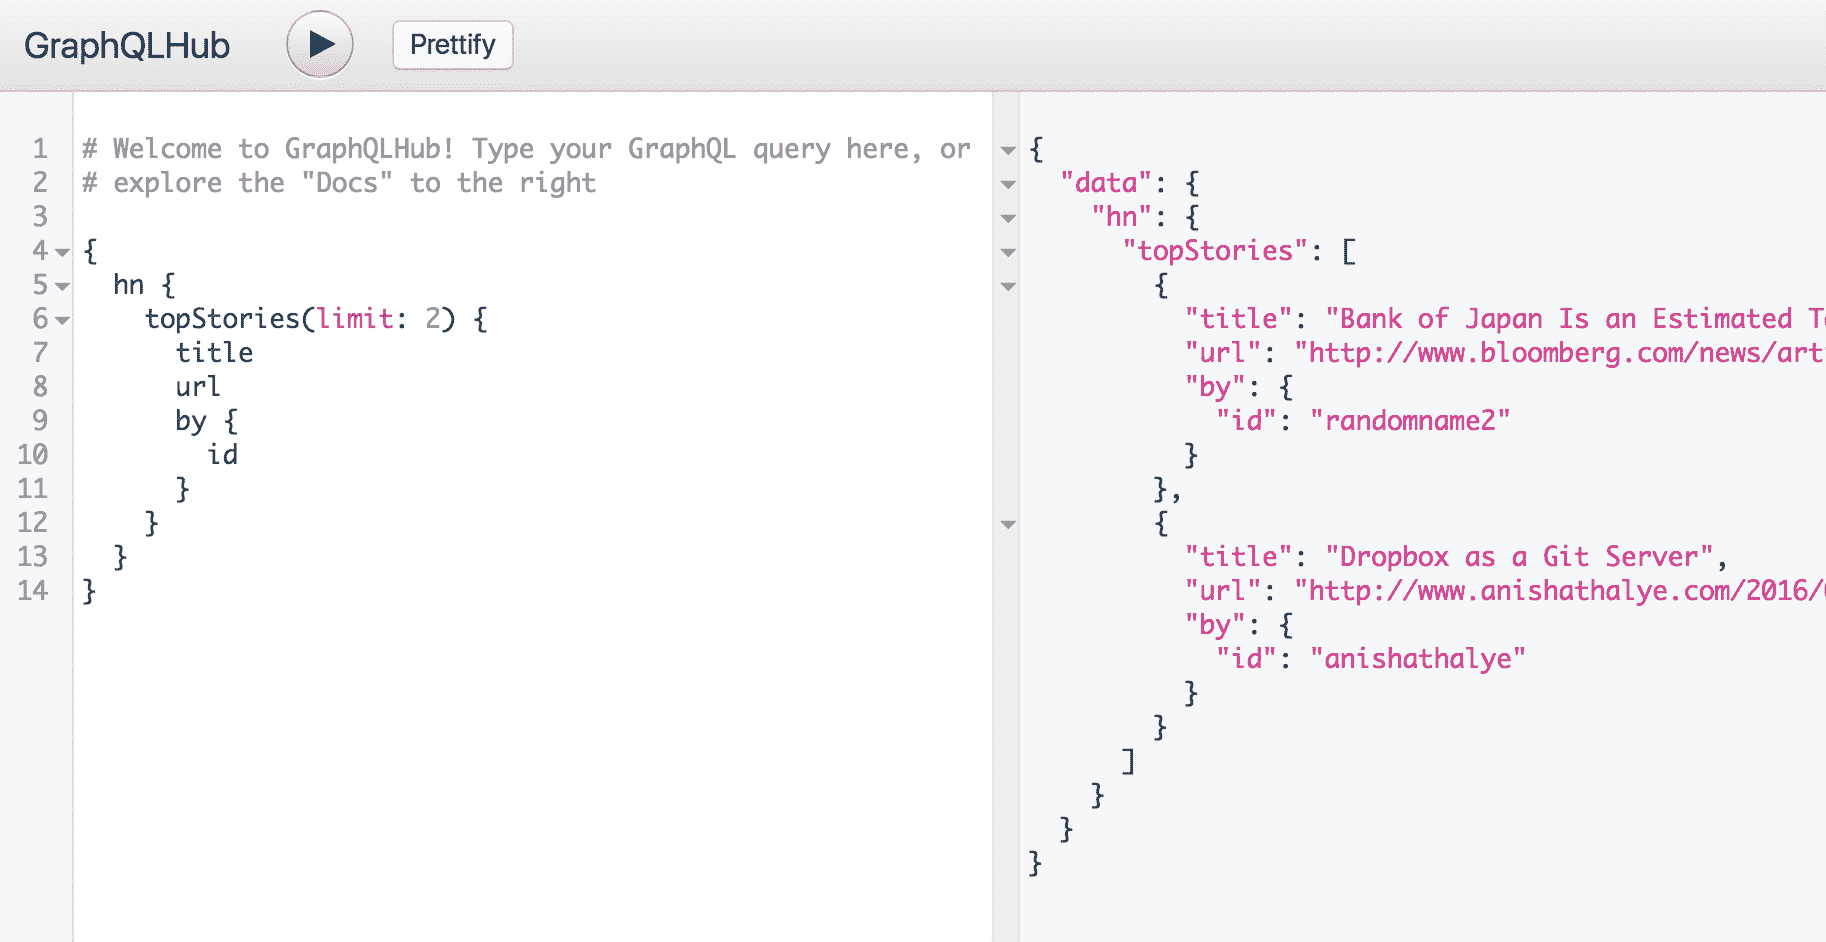 GraphQLHub Prettify
1 # Welcome to GraphQLHub! Type your GraphQL query here, or
2 # explore the "Docs" to the right
3
4 {
5 hn {
6 topStories(limit: 2) {
7 title
8 url
9 by {
10 id
11 }
12 }
13 }
14 }
{
"data": {
"hn": {
"topStories": [
{
"title": "Bank of Japan Is an Estimated
"url": "http://www.bloomberg.com/news/
"by": {
"id": "randomname2"
}
},
{
"title": "Dropbox as a Git Server",
"url": "http://www.anishathalye.com/2016/
"by": {
"id": "anishathalye"
}
}
]
}
}
}